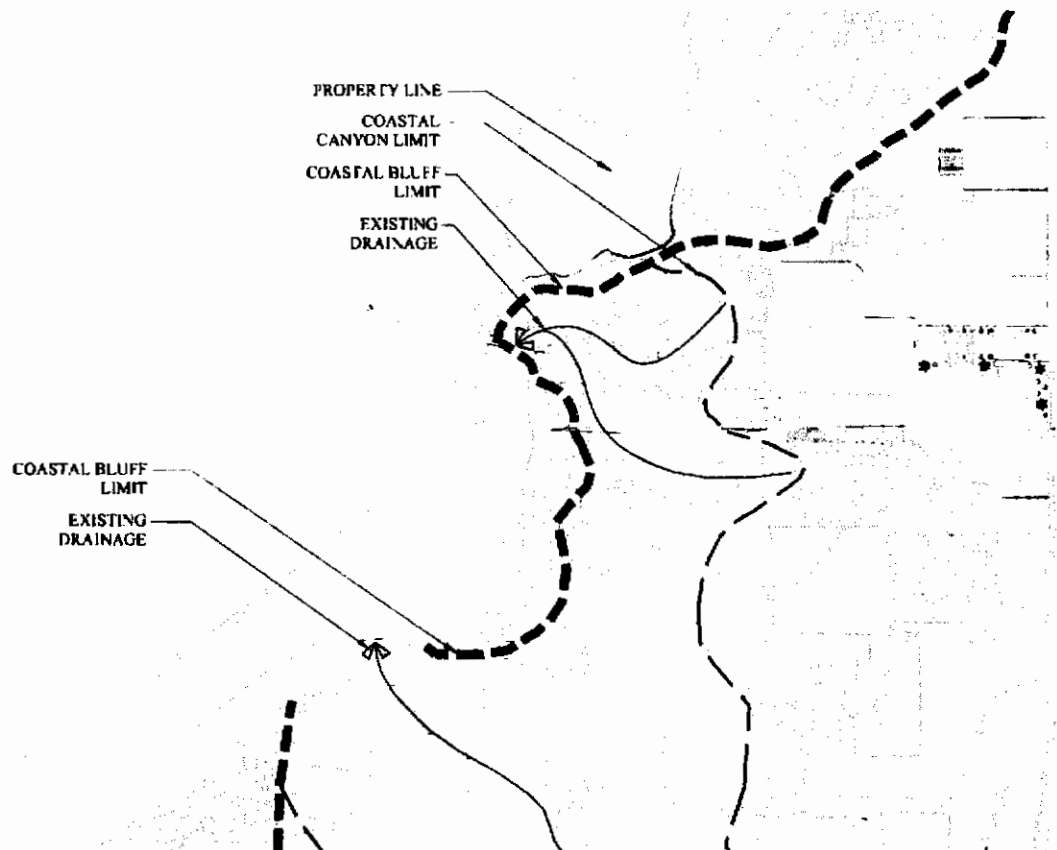 PROPERTY LINE
COASTAL
CANYON LIMIT
COASTAL BLUFF
LIMIT
EXISTING
DRAINAGE
COASTAL BLUFF
LIMIT
EXISTING
DRAINAGE